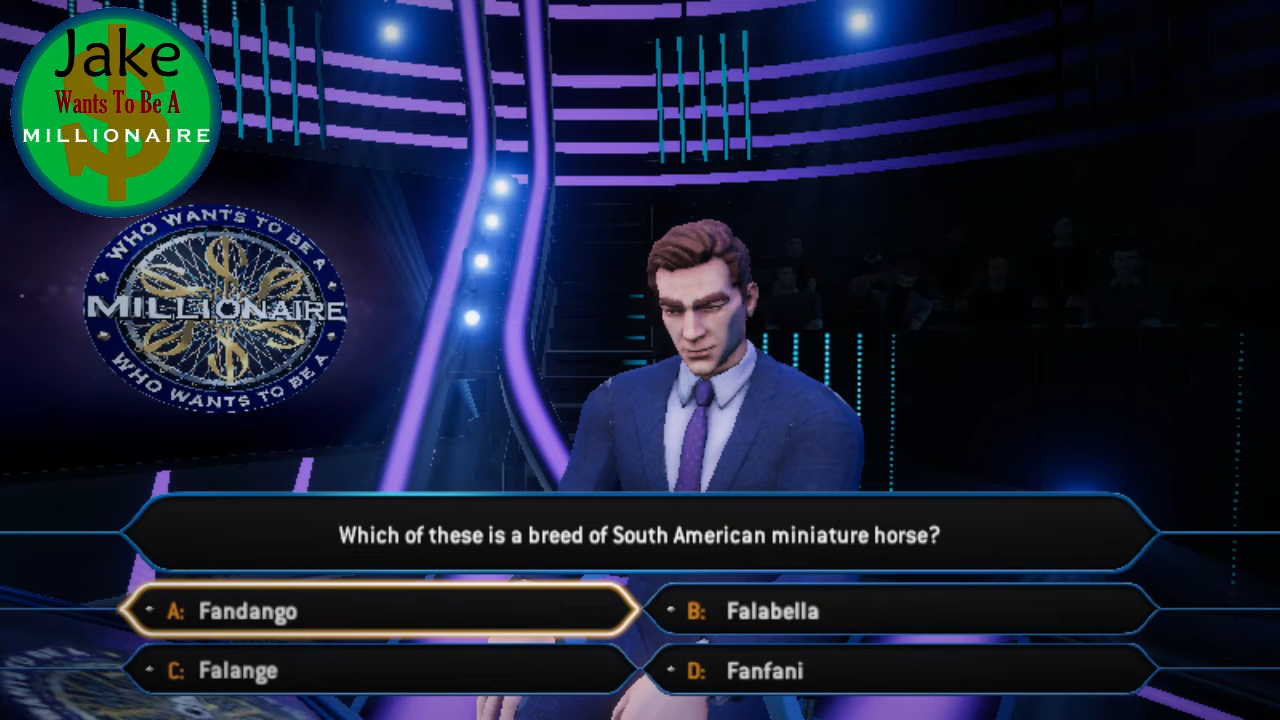 Jake
Wants To Be A
MILLIONAIRE
WHO WANTS TO BE A
MILLIONAIRE
WHO WANTS TO BE A
Which of these is a breed of South American miniature horse?
A: Fandango
B: Falabella
C: Falange
D: Fanfani